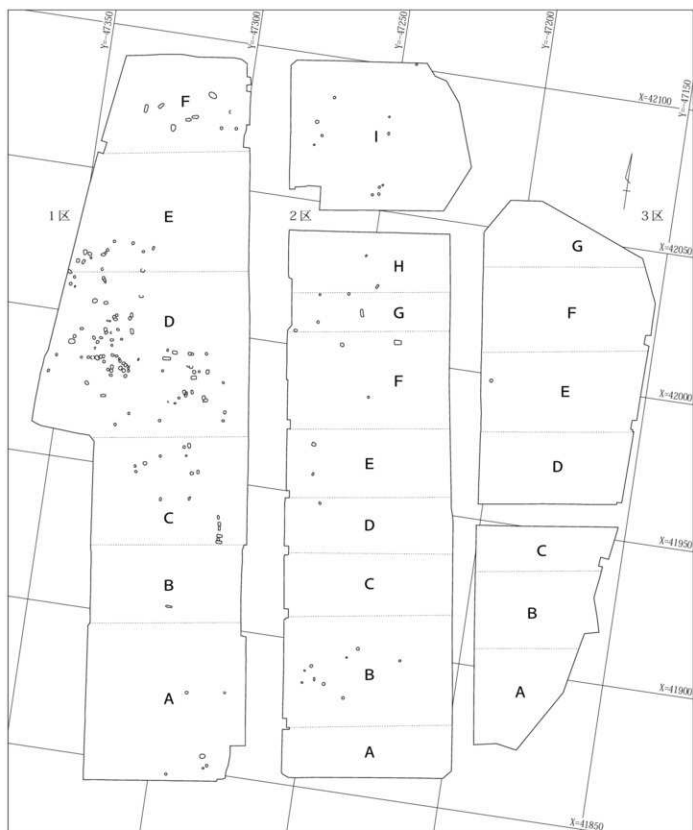 Y=-47350
Y=-47300
Y=-47250
Y=-47200
Y=-47150
X=42100
X=42050
X=42000
X=41950
X=41900
X=41850
1区
F
E
D
C
B
A
2区
I
H
G
F
E
D
C
B
A
3区
G
F
E
D
C
B
A